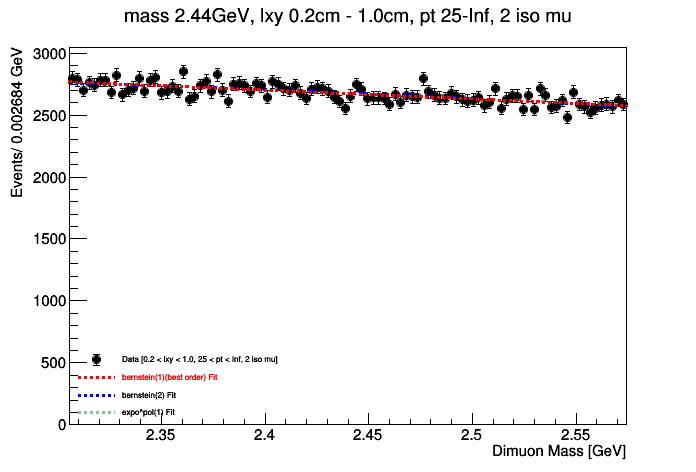 mass 2.44GeV, lxy 0.2cm - 1.0cm, pt 25-Inf, 2 iso mu
Events/ 0.002684 GeV
3000
2500
2000
1500
1000
500
0
Data [0.2 < lxy < 1.0, 25 < pt < Inf, 2 iso mu]
bernstein(1)(best order) Fit
bernstein(2) Fit
expo*pol(1) Fit
2.35
2.4
2.45
2.5
2.55
Dimuon Mass [GeV]